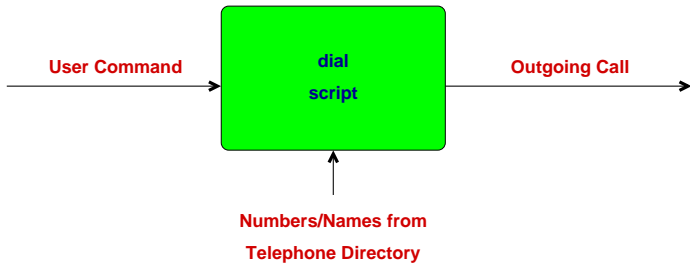 User Command
dial
script
Outgoing Call
Numbers/Names from
Telephone Directory